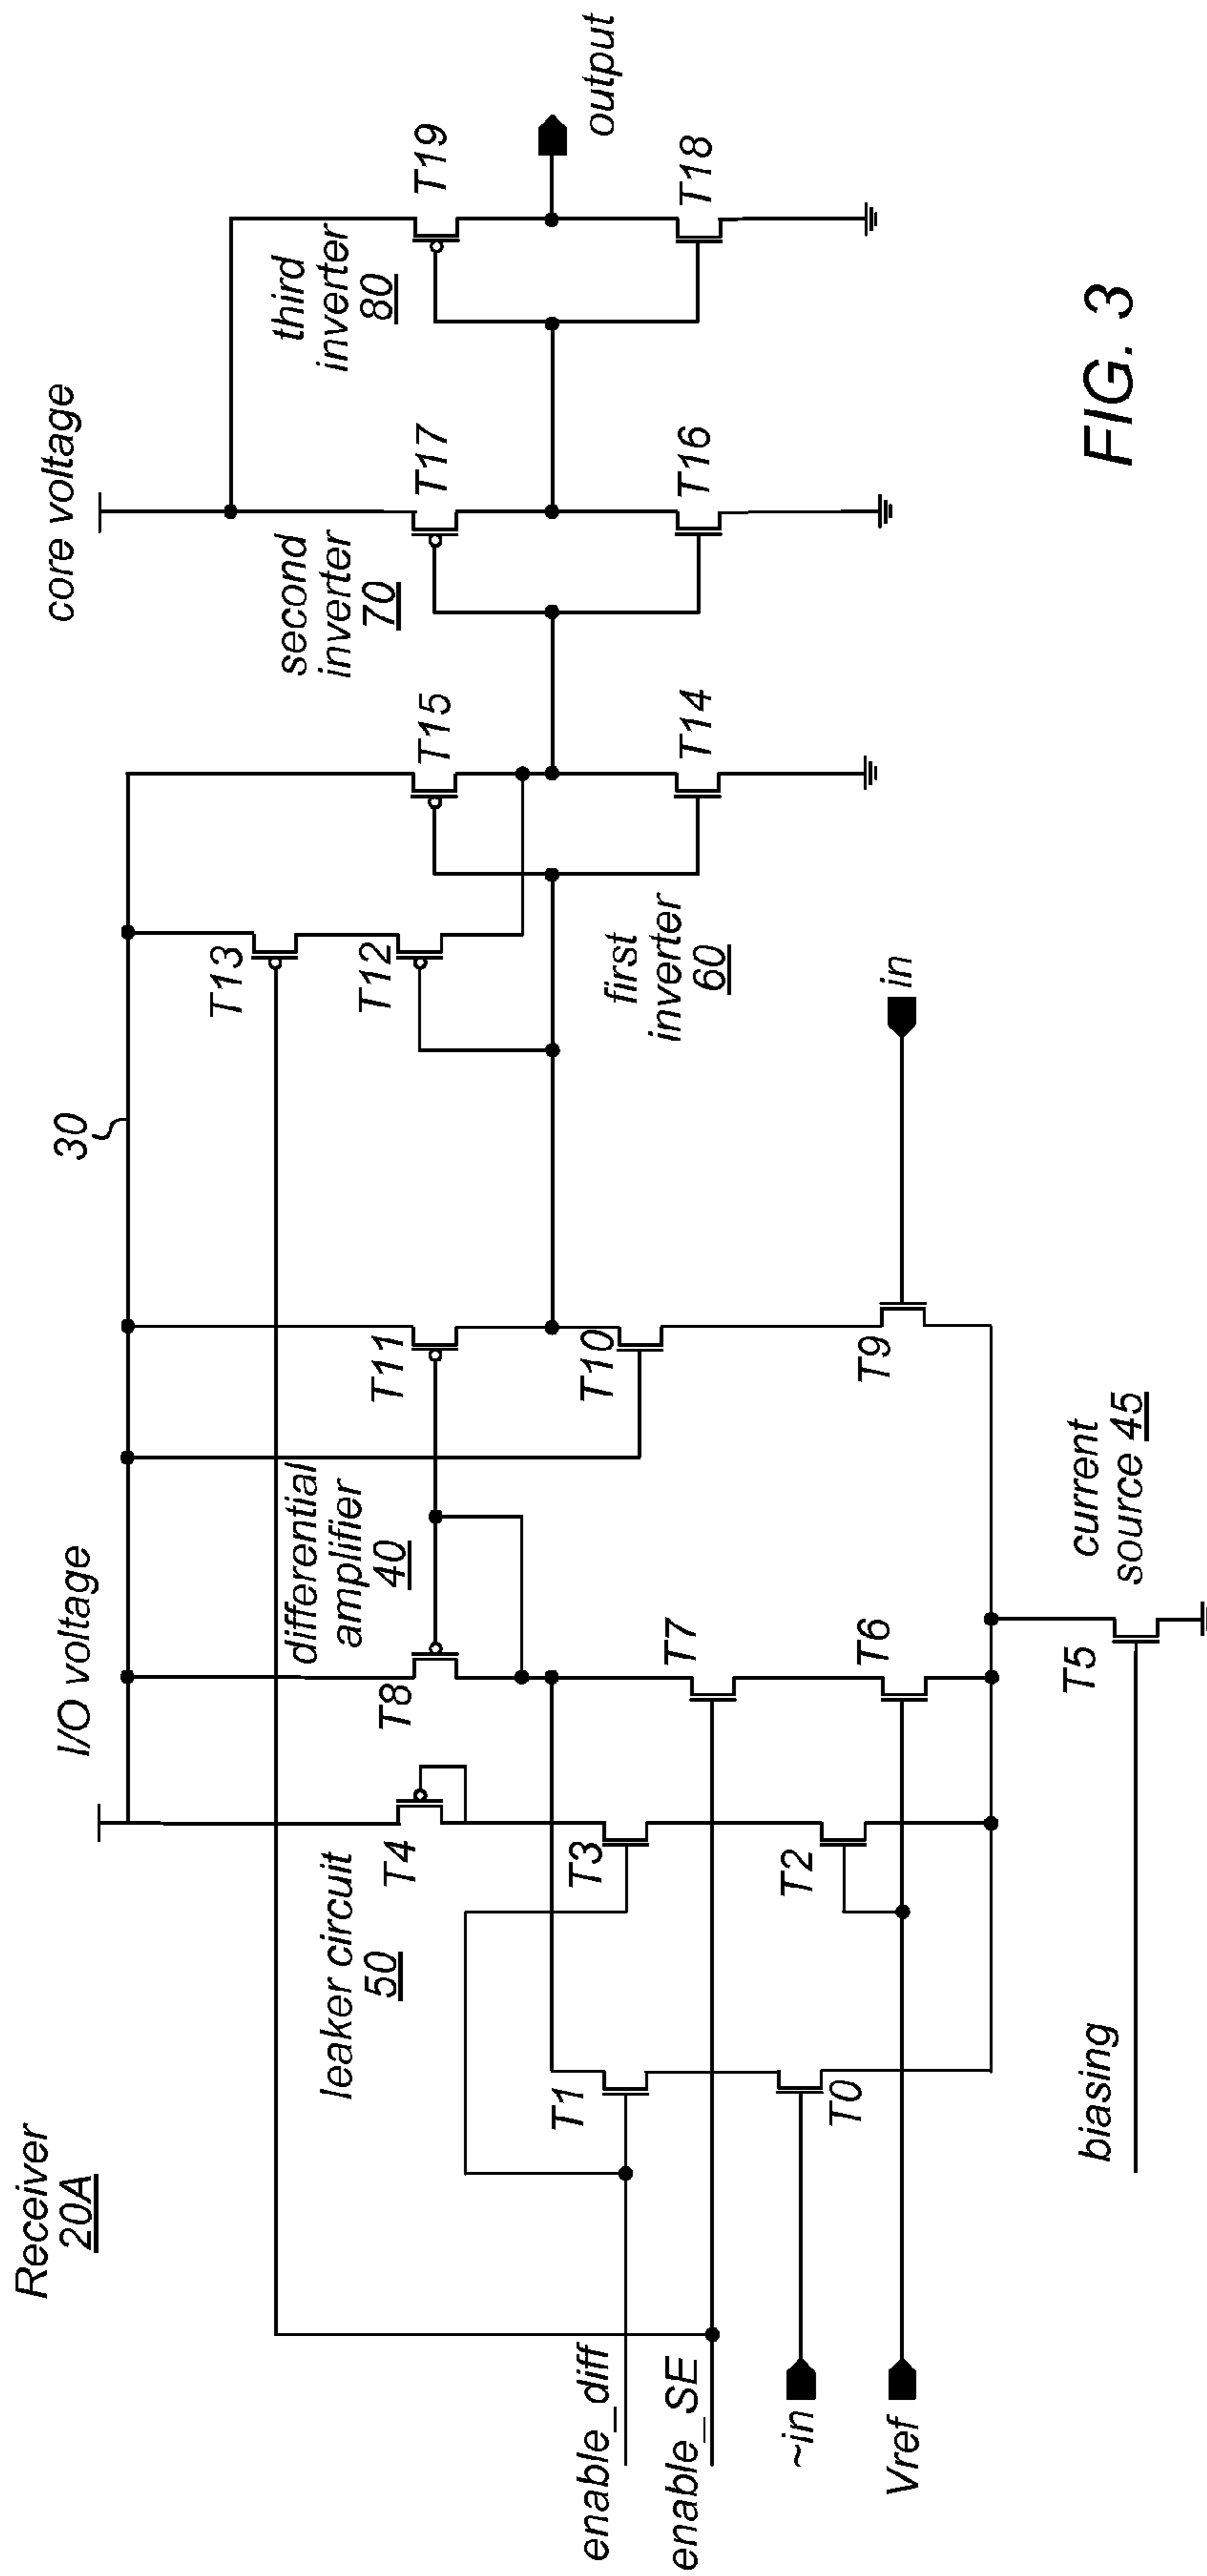 Receiver
20A
I/O voltage
30
core voltage
leaker circuit
50
differential
amplifier
40
T13
T12
second
inverter
70
third
inverter
80
T4
T8
T11
T15
T17
T19
output
T1
T3
T7
T10
first
inverter
60
T14
T16
T18
enable_diff
enable_SE
~in
Vref
T0
T2
T6
T9
in
biasing
T5
current
source 45
FIG. 3